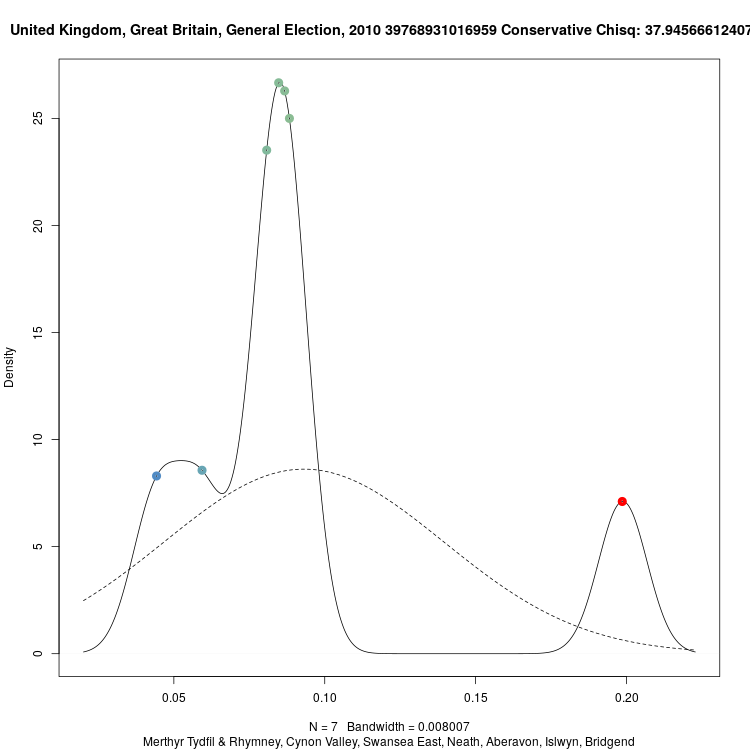 United Kingdom, Great Britain, General Election, 2010 39768931016959 Conservative Chisq: 37.94566612407
Density
25
20
15
10
5
0
0.05 0.10 0.15 0.20
N = 7 Bandwidth = 0.008007
Merthyr Tydfil & Rhymney, Cynon Valley, Swansea East, Neath, Aberavon, Islwyn, Bridgend